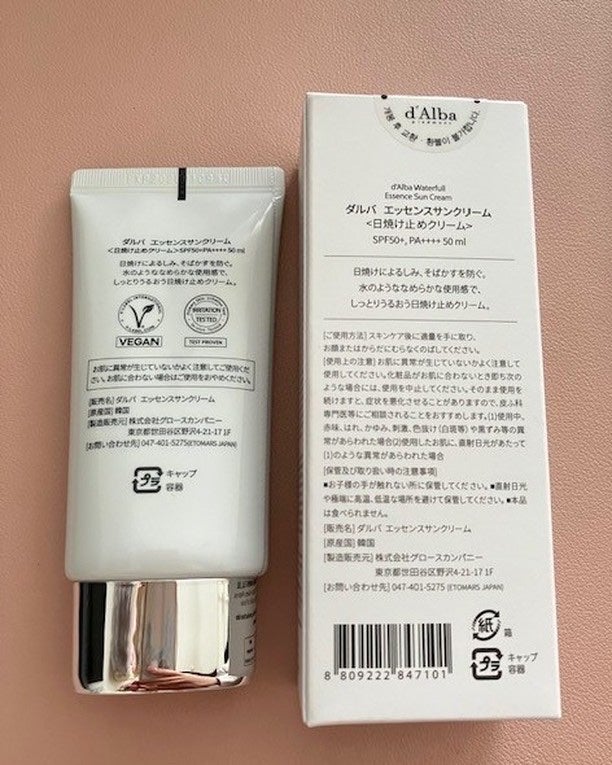 ダルバ エッセンスサンクリーム
<日焼け止めクリーム>SPF50+PA++++ 50 ml
日焼けによるしみ、そばかすを防ぐ。
水のようななめらかな使用感で、
しっとりうるおう日焼け止めクリーム。
VEGAN
IRRITATION
TESTED
TEST PROVEN
お肌に異常が生じていないかよく注意してご使用くだ
さい。お肌に合わない場合はご使用をおやめください。
[販売名] ダルバ エッセンスサンクリーム
[原産国] 韓国
[製造販売元] 株式会社グロースカンパニー
東京都世田谷区野沢4-21-17 1F
[お問い合わせ先] 047-401-5275(ETOMARS JAPAN)
プラ
キャップ
容器
d'Alba
piedmont
개봉 후 교환·환불이 불가합니다.
d'Alba Waterfull
Essence Sun Cream
ダルバ エッセンスサンクリーム
<日焼け止めクリーム>
SPF50+, PA++++ 50 ml
日焼けによるしみ、そばかすを防ぐ。
水のようななめらかな使用感で、
しっとりうるおう日焼け止めクリーム。
[ご使用方法] スキンケア後に適量を手に取り、
お顔またはからだにむらなくのばしてください。
[使用上の注意] お肌に異常が生じていないかよく注意して
使用してください。化粧品がお肌に合わないとき即ち次の
ような場合には、使用を中止してください。そのまま使用を
続けますと、症状を悪化させることがありますので、皮ふ科
専門医等にご相談されることをおすすめします。(1)使用中、
赤味、はれ、かゆみ、刺激、色抜け(白斑等)や黒ずみ等の異
常があらわれた場合(2)使用したお肌に、直射日光があたって
(1)のような異常があらわれた場合
[保管及び取り扱い時の注意事項]
■お子様の手が触れない所に保管してください。■直射日光
や極端に高温、低温な場所を避けて保管してください。■本品
は食べられません。
[販売名] ダルバ エッセンスサンクリーム
[原産国] 韓国
[製造販売元] 株式会社グロースカンパニー
東京都世田谷区野沢4-21-17 1F
[お問い合わせ先] 047-401-5275 (ETOMARS JAPAN)
紙
箱
プラ
キャップ
容器
8 809222 847101